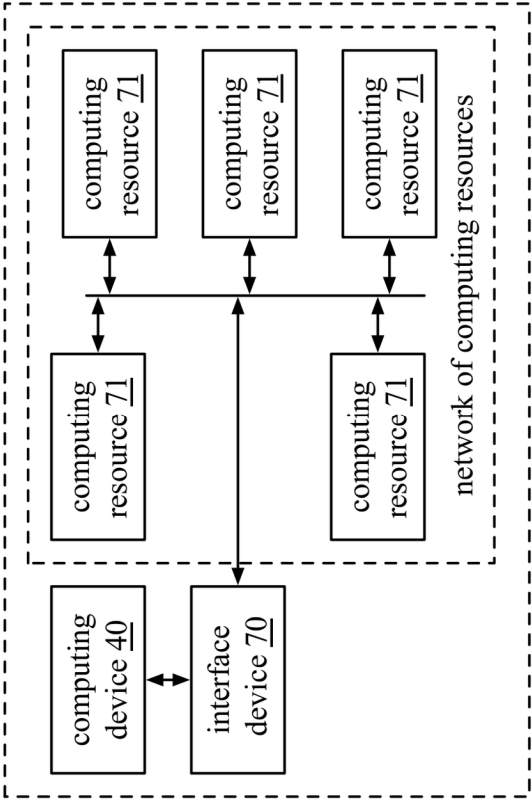 computing
device 40
computing
resource 71
computing
resource 71
interface
device 70
computing
resource 71
computing
resource 71
computing
resource 71
network of computing resources